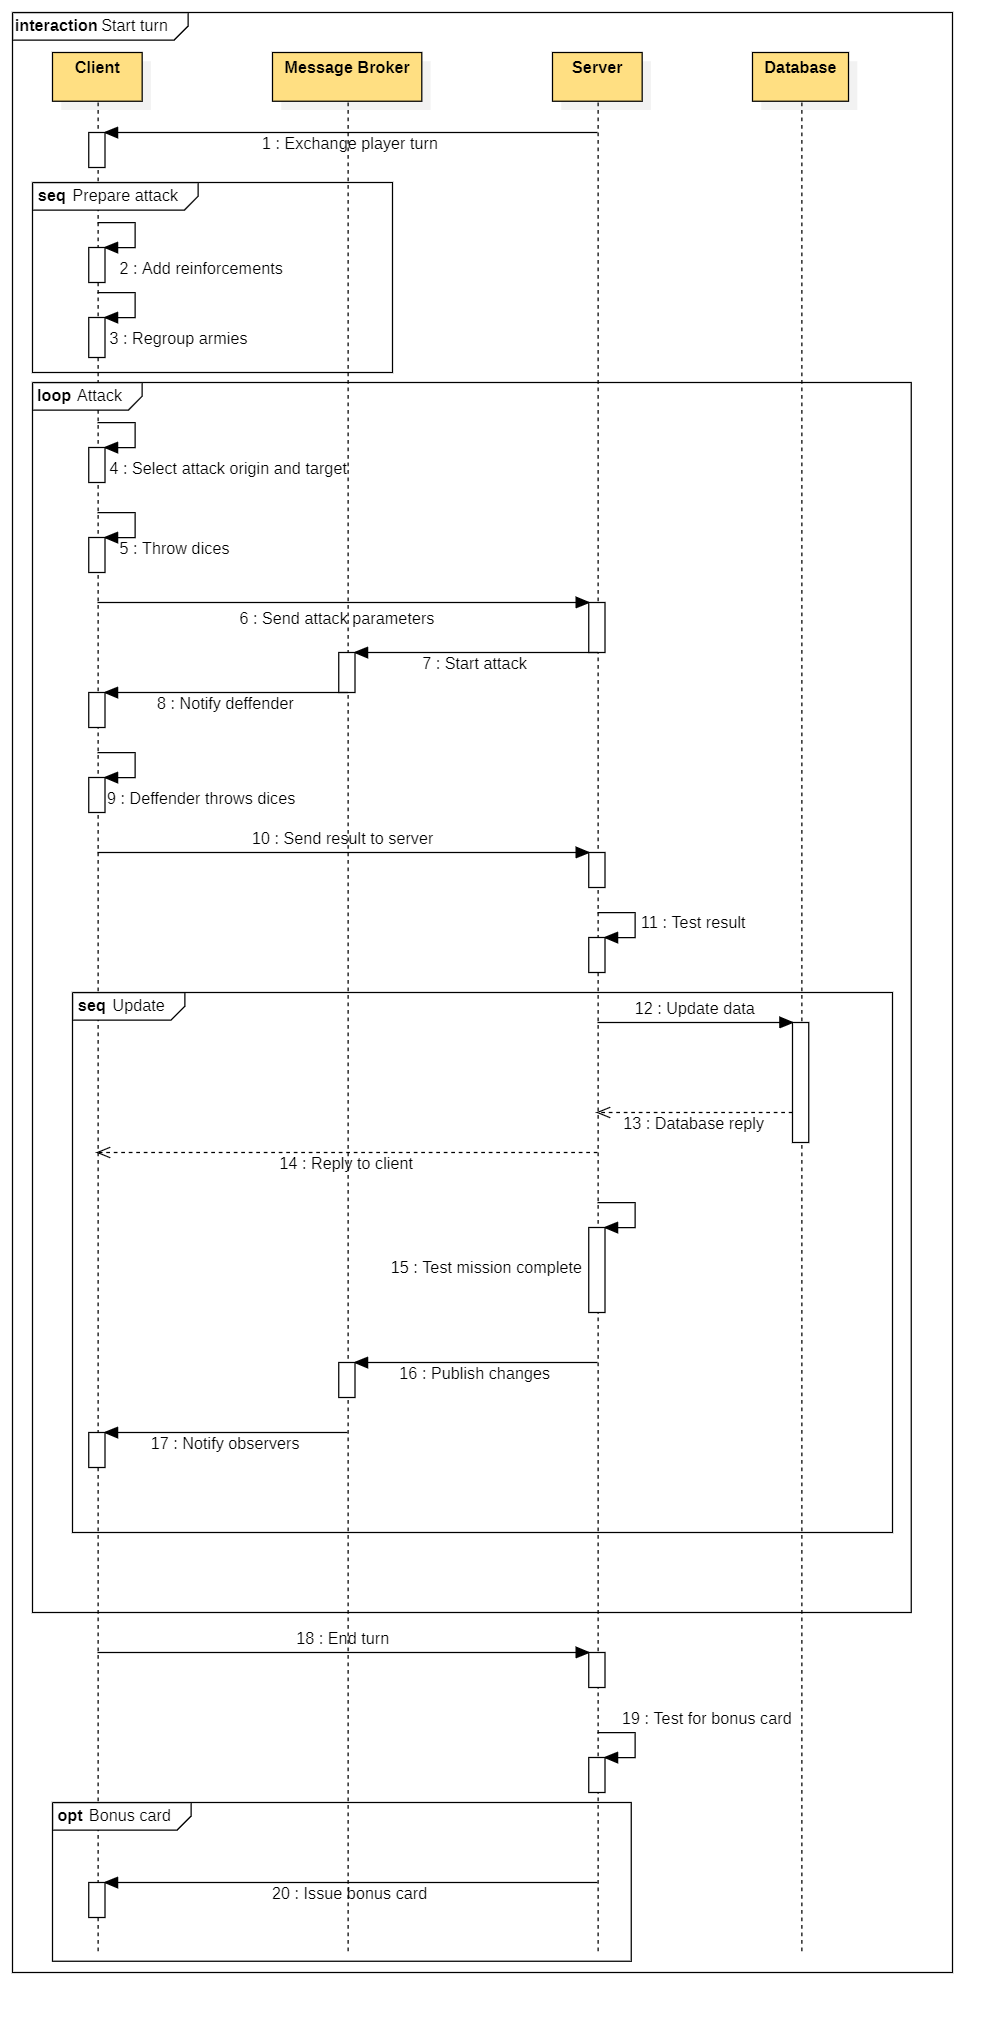 interaction Start turn
Client
Message Broker
Server
Database
1 : Exchange player turn
seq Prepare attack
2 : Add reinforcements
3 : Regroup armies
loop Attack
4 : Select attack origin and target
5 : Throw dices
6 : Send attack parameters
7 : Start attack
8 : Notify deffender
9 : Deffender throws dices
10 : Send result to server
11 : Test result
seq Update
12 : Update data
13 : Database reply
14 : Reply to client
15 : Test mission complete
16 : Publish changes
17 : Notify observers
18 : End turn
19 : Test for bonus card
opt Bonus card
20 : Issue bonus card